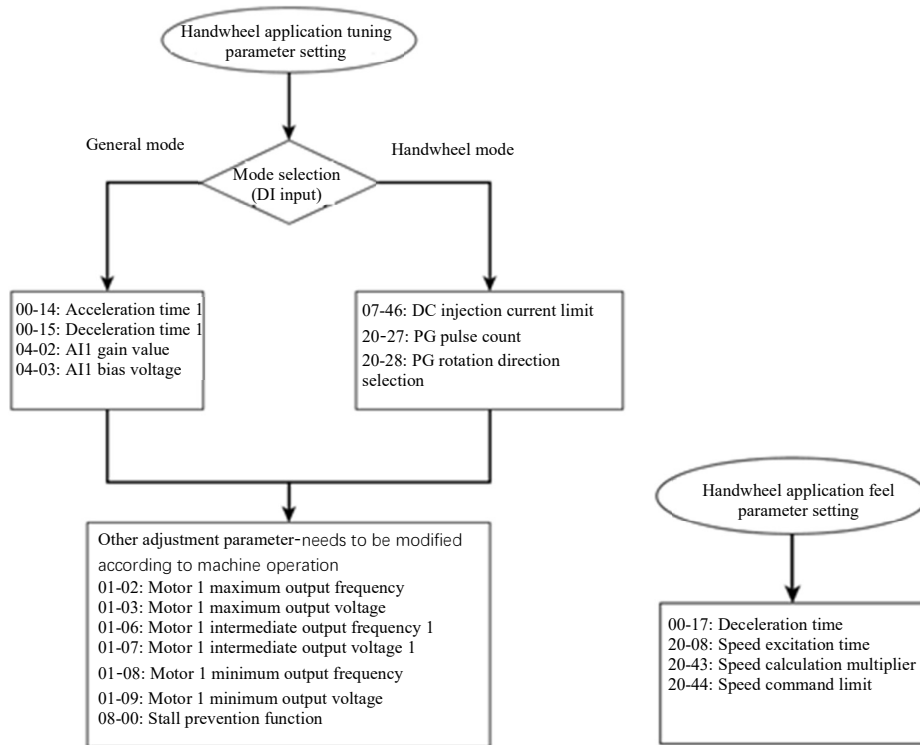 Handwheel application tuning
parameter setting
General mode
Handwheel mode
Mode selection
(DI input)
00-14: Acceleration time 1
00-15: Deceleration time 1
04-02: AI1 gain value
04-03: AI1 bias voltage
07-46: DC injection current limit
20-27: PG pulse count
20-28: PG rotation direction
selection
Other adjustment parameter-needs to be modified
according to machine operation
01-02: Motor 1 maximum output frequency
01-03: Motor 1 maximum output voltage
01-06: Motor 1 intermediate output frequency 1
01-07: Motor 1 intermediate output voltage 1
01-08: Motor 1 minimum output frequency
01-09: Motor 1 minimum output voltage
08-00: Stall prevention function
Handwheel application feel
parameter setting
00-17: Deceleration time
20-08: Speed excitation time
20-43: Speed calculation multiplier
20-44: Speed command limit